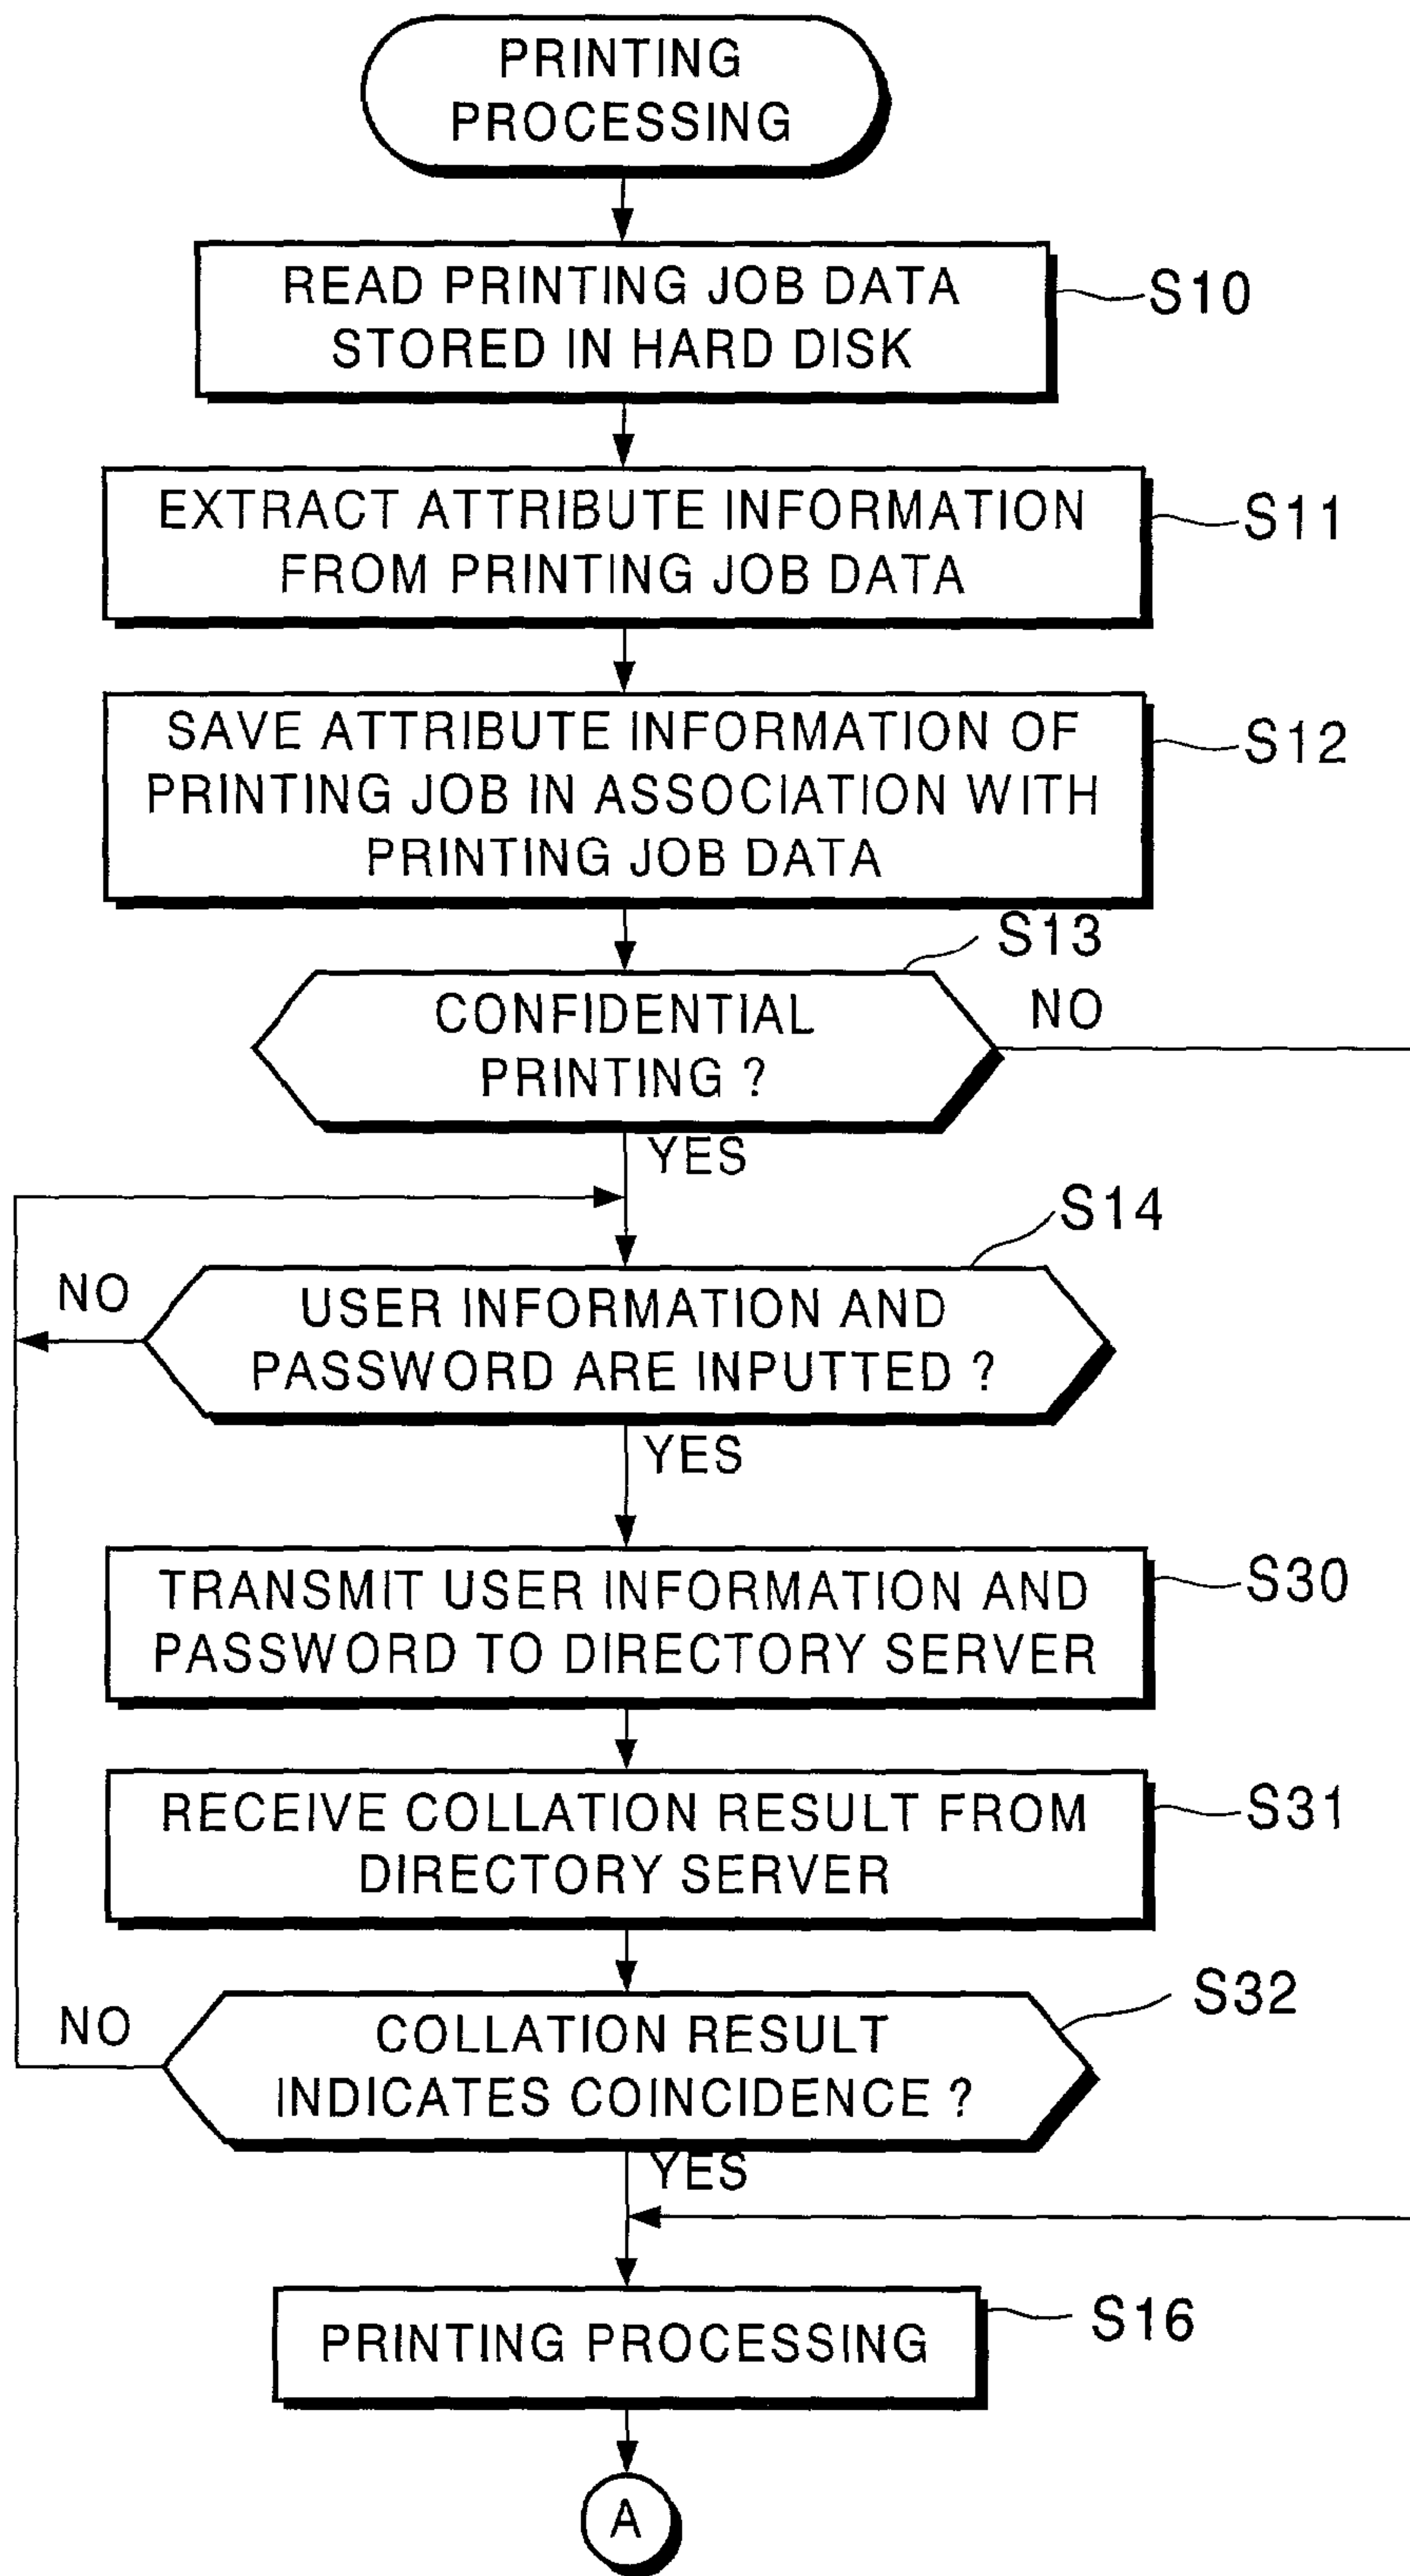 PRINTING
PROCESSING
READ PRINTING JOB DATA
STORED IN HARD DISK
S10
EXTRACT ATTRIBUTE INFORMATION
FROM PRINTING JOB DATA
S11
SAVE ATTRIBUTE INFORMATION OF
PRINTING JOB IN ASSOCIATION WITH
PRINTING JOB DATA
S12
S13
CONFIDENTIAL
PRINTING ?
NO
YES
S14
NO
USER INFORMATION AND
PASSWORD ARE INPUTTED ?
YES
TRANSMIT USER INFORMATION AND
PASSWORD TO DIRECTORY SERVER
S30
RECEIVE COLLATION RESULT FROM
DIRECTORY SERVER
S31
S32
NO
COLLATION RESULT
INDICATES COINCIDENCE ?
YES
PRINTING PROCESSING
S16
A